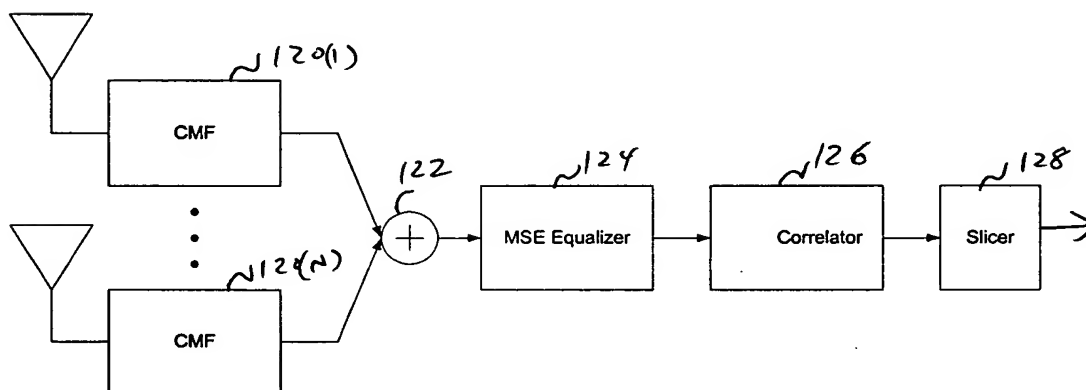 120(1)
CMF
122
124
126
128
MSE Equalizer
Correlator
Slicer
120(N)
CMF